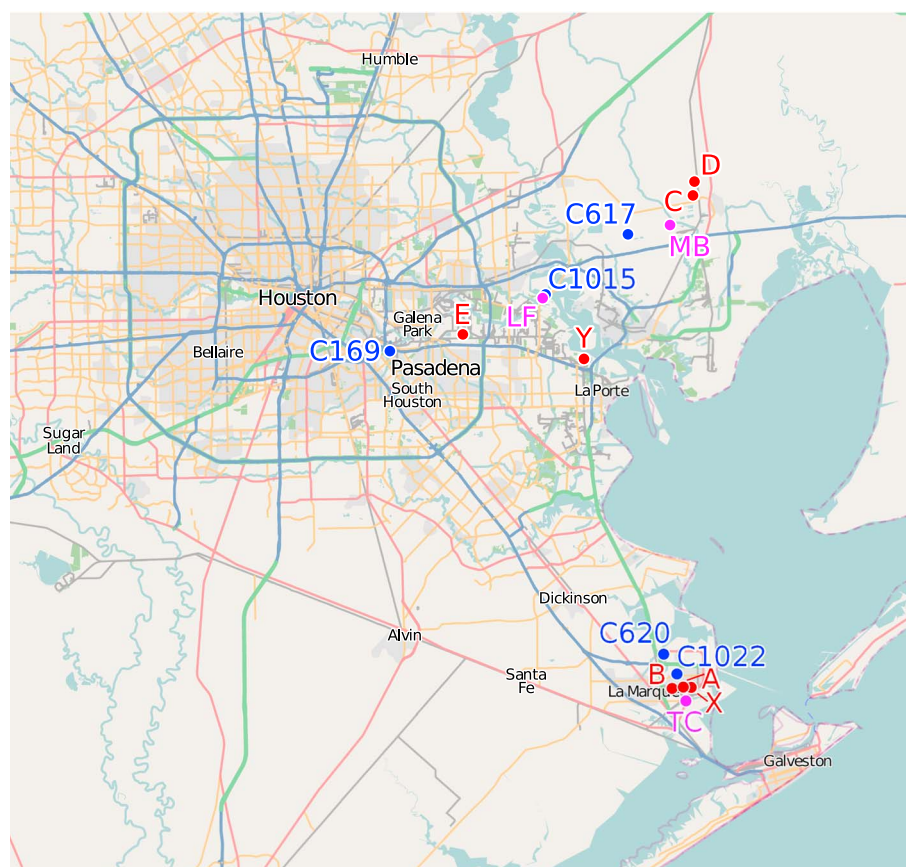 Humble
D
C
C617
MB
C1015
Houston
LF
Galena
Park
E
Y
Bellaire
C169
Pasadena
South
Houston
La Porte
Sugar
Land
Dickinson
Alvin
C620
C1022
Santa
Fe
B
A
La Marque
X
TC
Galveston